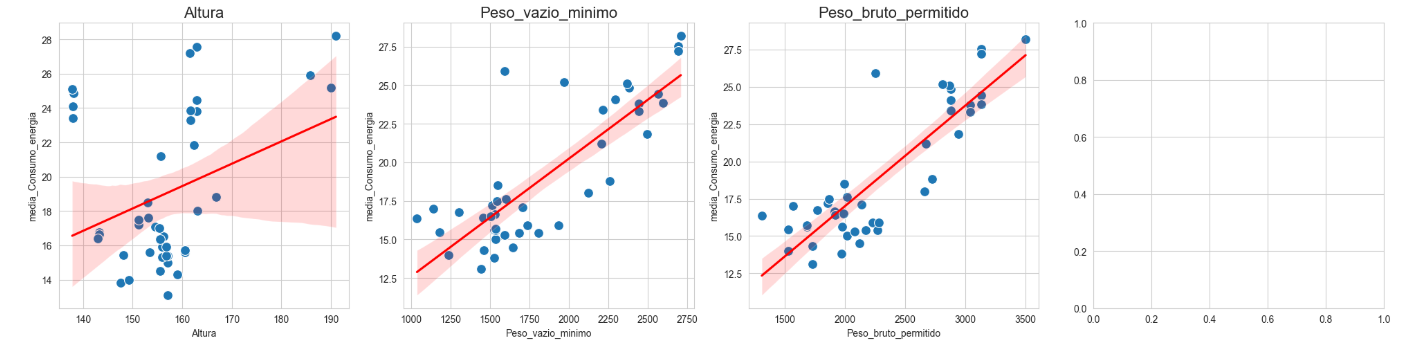 Altura
media_Consumo_energia
28
26
24
22
20
18
16
14
140 150 160 170 180 190
Altura
Peso_vazio_minimo
media_Consumo_energia
27.5
25.0
22.5
20.0
17.5
15.0
12.5
1000 1250 1500 1750 2000 2250 2500 2750
Peso_vazio_minimo
Peso_bruto_permitido
media_Consumo_energia
27.5
25.0
22.5
20.0
17.5
15.0
12.5
1500 2000 2500 3000 3500
Peso_bruto_permitido
1.0
0.8
0.6
0.4
0.2
0.0
0.0 0.2 0.4 0.6 0.8 1.0